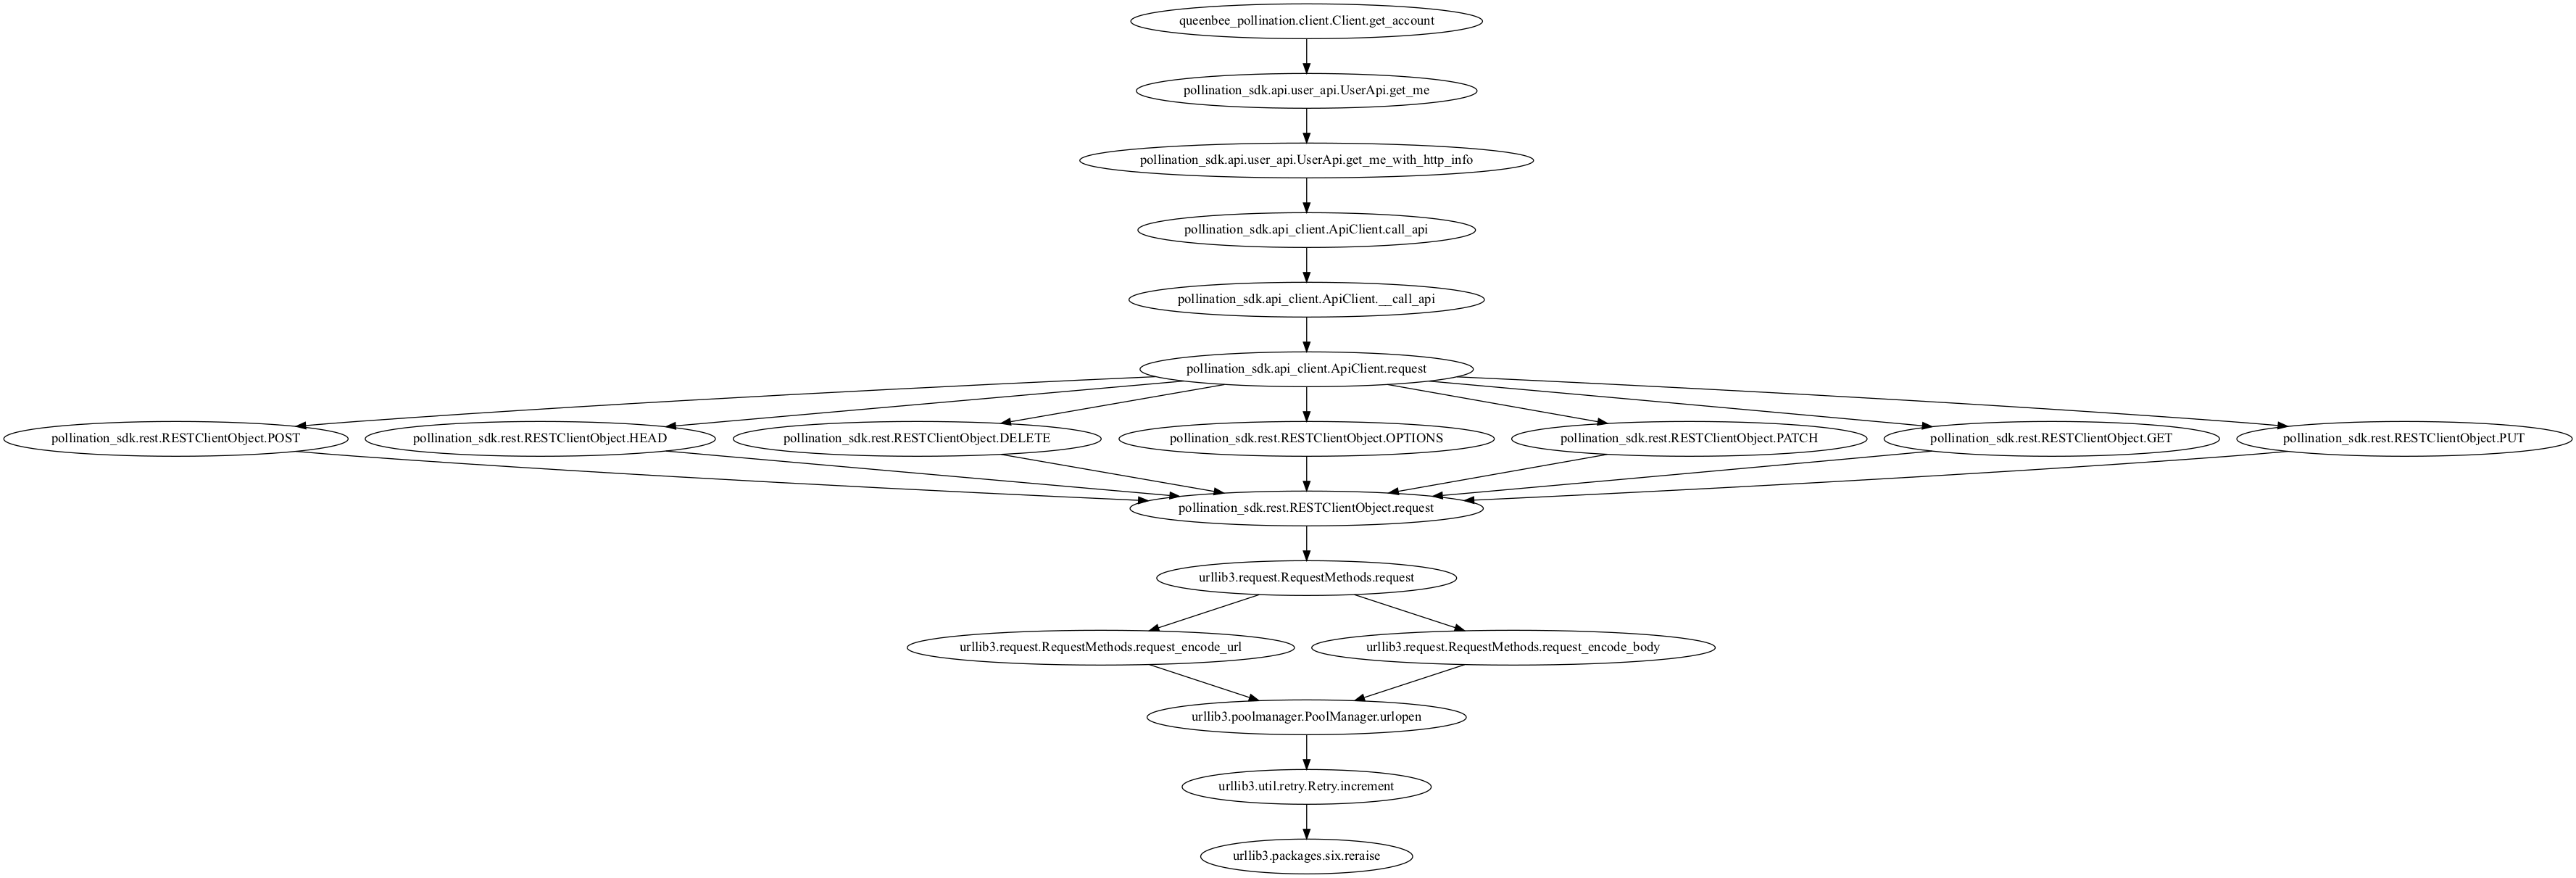 queenbee_pollination.client.Client.get_account
pollination_sdk.api.user_api.UserApi.get_me
pollination_sdk.api.user_api.UserApi.get_me_with_http_info
pollination_sdk.api_client.ApiClient.call_api
pollination_sdk.api_client.ApiClient.__call_api
pollination_sdk.api_client.ApiClient.request
pollination_sdk.rest.RESTClientObject.POST
pollination_sdk.rest.RESTClientObject.HEAD
pollination_sdk.rest.RESTClientObject.DELETE
pollination_sdk.rest.RESTClientObject.OPTIONS
pollination_sdk.rest.RESTClientObject.PATCH
pollination_sdk.rest.RESTClientObject.GET
pollination_sdk.rest.RESTClientObject.PUT
pollination_sdk.rest.RESTClientObject.request
urllib3.request.RequestMethods.request
urllib3.request.RequestMethods.request_encode_url
urllib3.request.RequestMethods.request_encode_body
urllib3.poolmanager.PoolManager.urlopen
urllib3.util.retry.Retry.increment
urllib3.packages.six.reraise